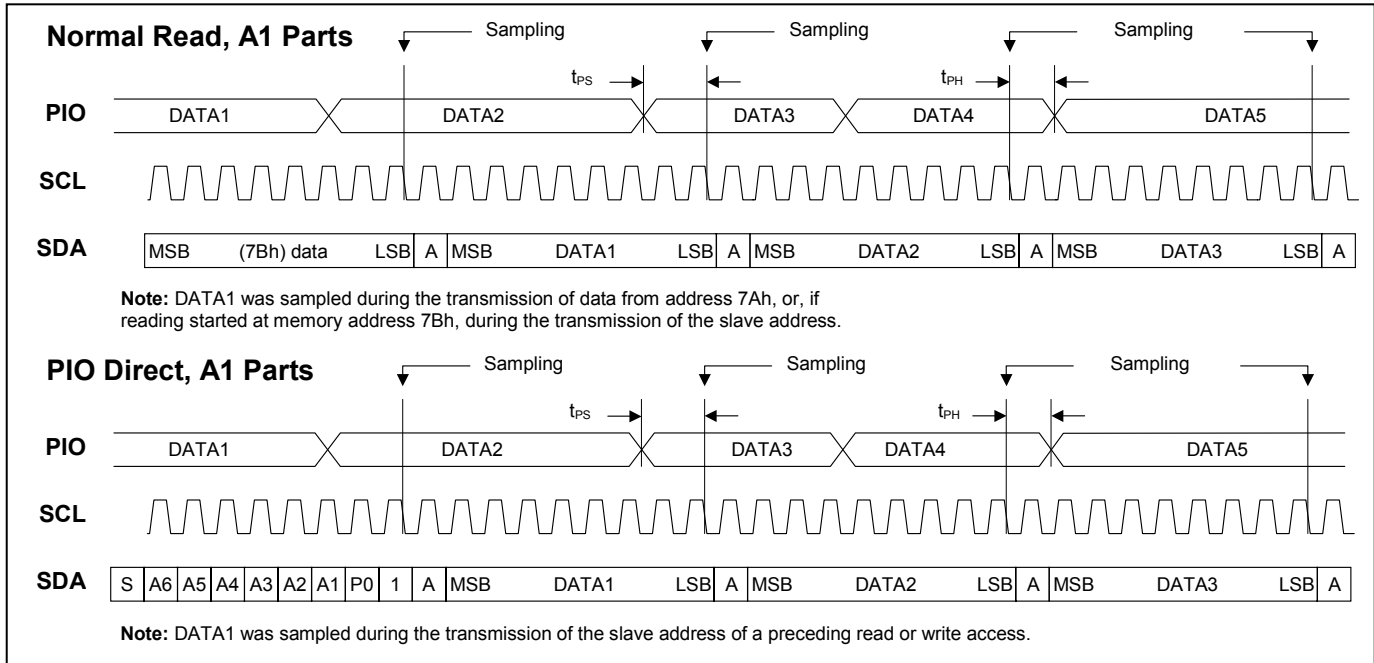 Normal Read, A1 Parts
Sampling Sampling Sampling
tPS tPH
PIO DATA1 DATA2 DATA3 DATA4 DATA5
SCL
SDA MSB (7Bh) data LSB A MSB DATA1 LSB A MSB DATA2 LSB A MSB DATA3 LSB A
Note: DATA1 was sampled during the transmission of data from address 7Ah, or, if
reading started at memory address 7Bh, during the transmission of the slave address.
PIO Direct, A1 Parts
Sampling Sampling Sampling
tPS tPH
PIO DATA1 DATA2 DATA3 DATA4 DATA5
SCL
SDA S A6 A5 A4 A3 A2 A1 P0 1 A MSB DATA1 LSB A MSB DATA2 LSB A MSB DATA3 LSB A
Note: DATA1 was sampled during the transmission of the slave address of a preceding read or write access.